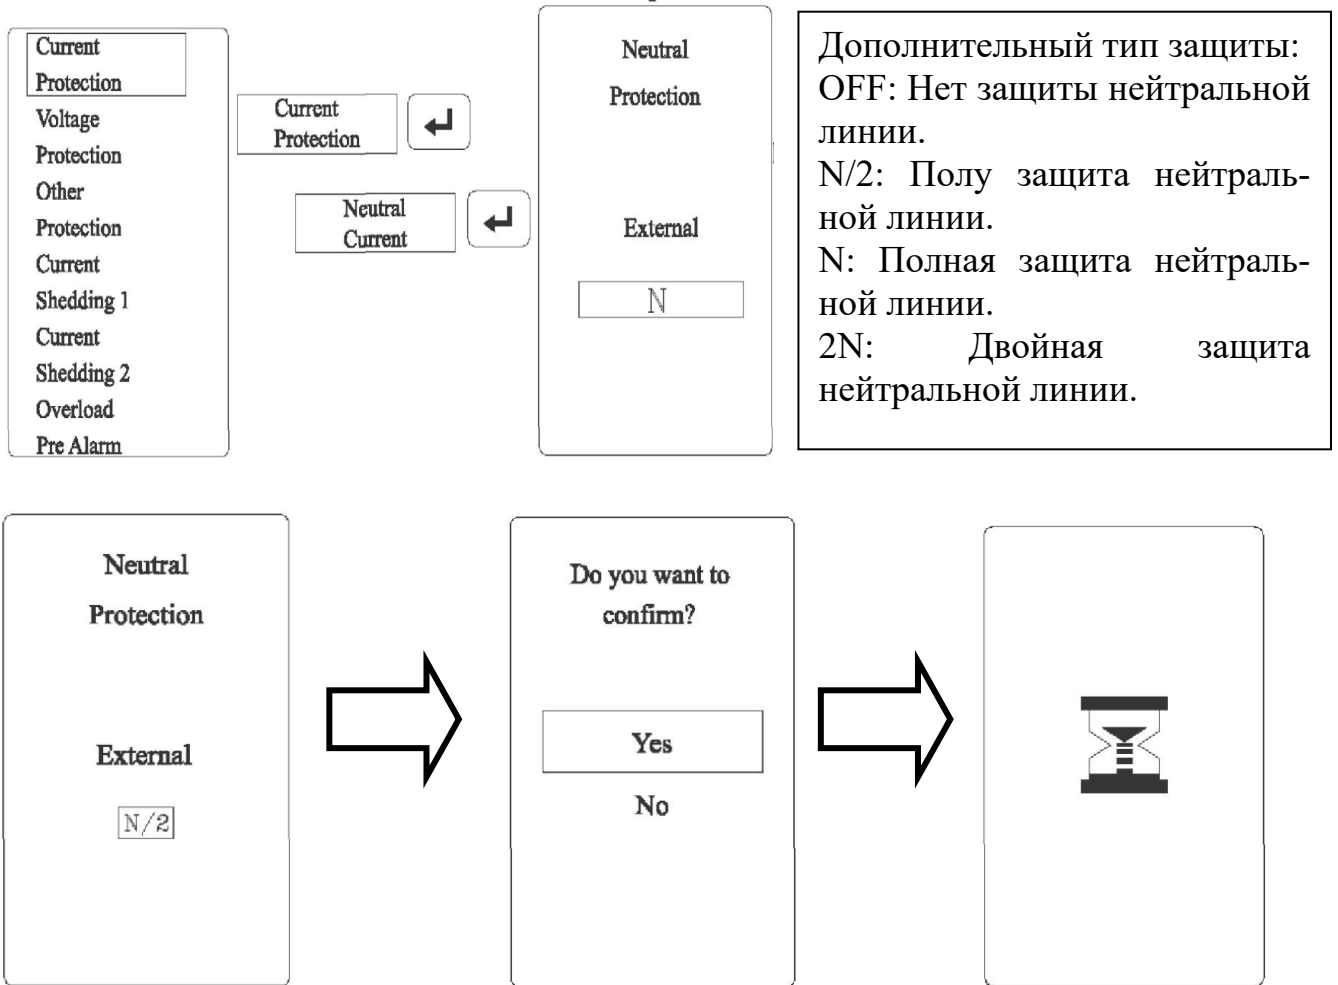 Current
Protection
Voltage
Protection
Other
Protection
Current
Shedding 1
Current
Shedding 2
Overload
Pre Alarm
Current
Protection
Neutral
Current
Neutral
Protection
External
N
Дополнительный тип защиты:
OFF: Нет защиты нейтральной
линии.
N/2: Полу защита нейтраль-
ной линии.
N: Полная защита нейтраль-
ной линии.
2N: Двойная защита
нейтральной линии.
Neutral
Protection
External
N/2
Do you want to
confirm?
Yes
No